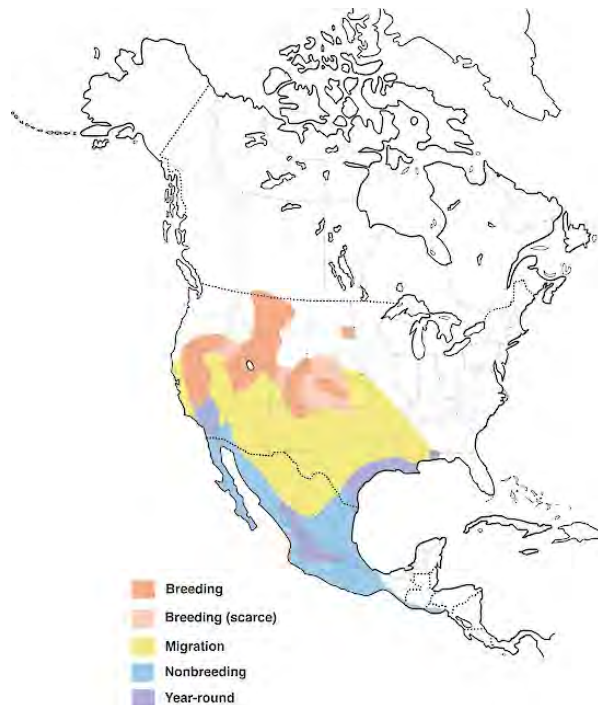 Breeding
Breeding (scarce)
Migration
Nonbreeding
Year-round